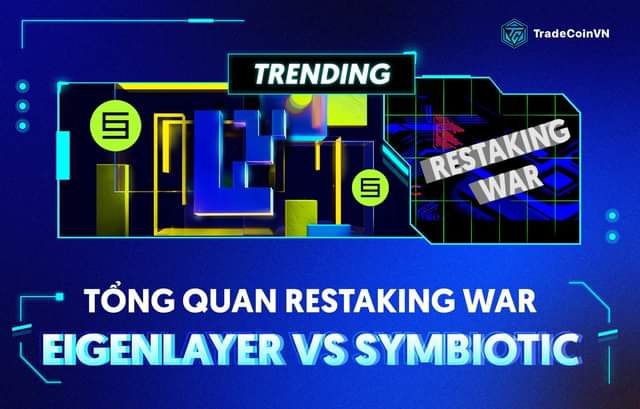 TradeCoinVN
TRENDING
RESTAKING
WAR
TỔNG QUAN RESTAKING WAR
EIGENLAYER VS SYMBIOTIC